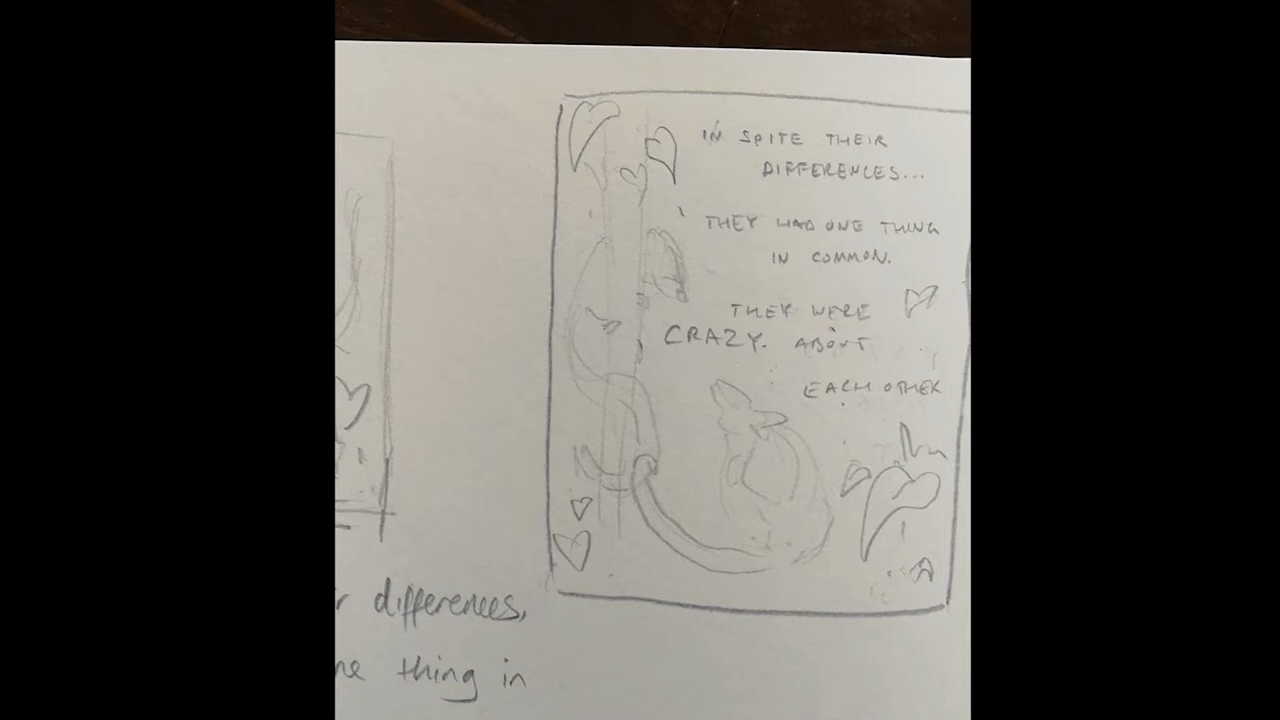 IN SPITE THEIR
DIFFERENCES...
THEY HAD ONE THING
IN COMMON.
THEY WERE
CRAZY. ABOUT
EACH OTHER
differences,
thing in